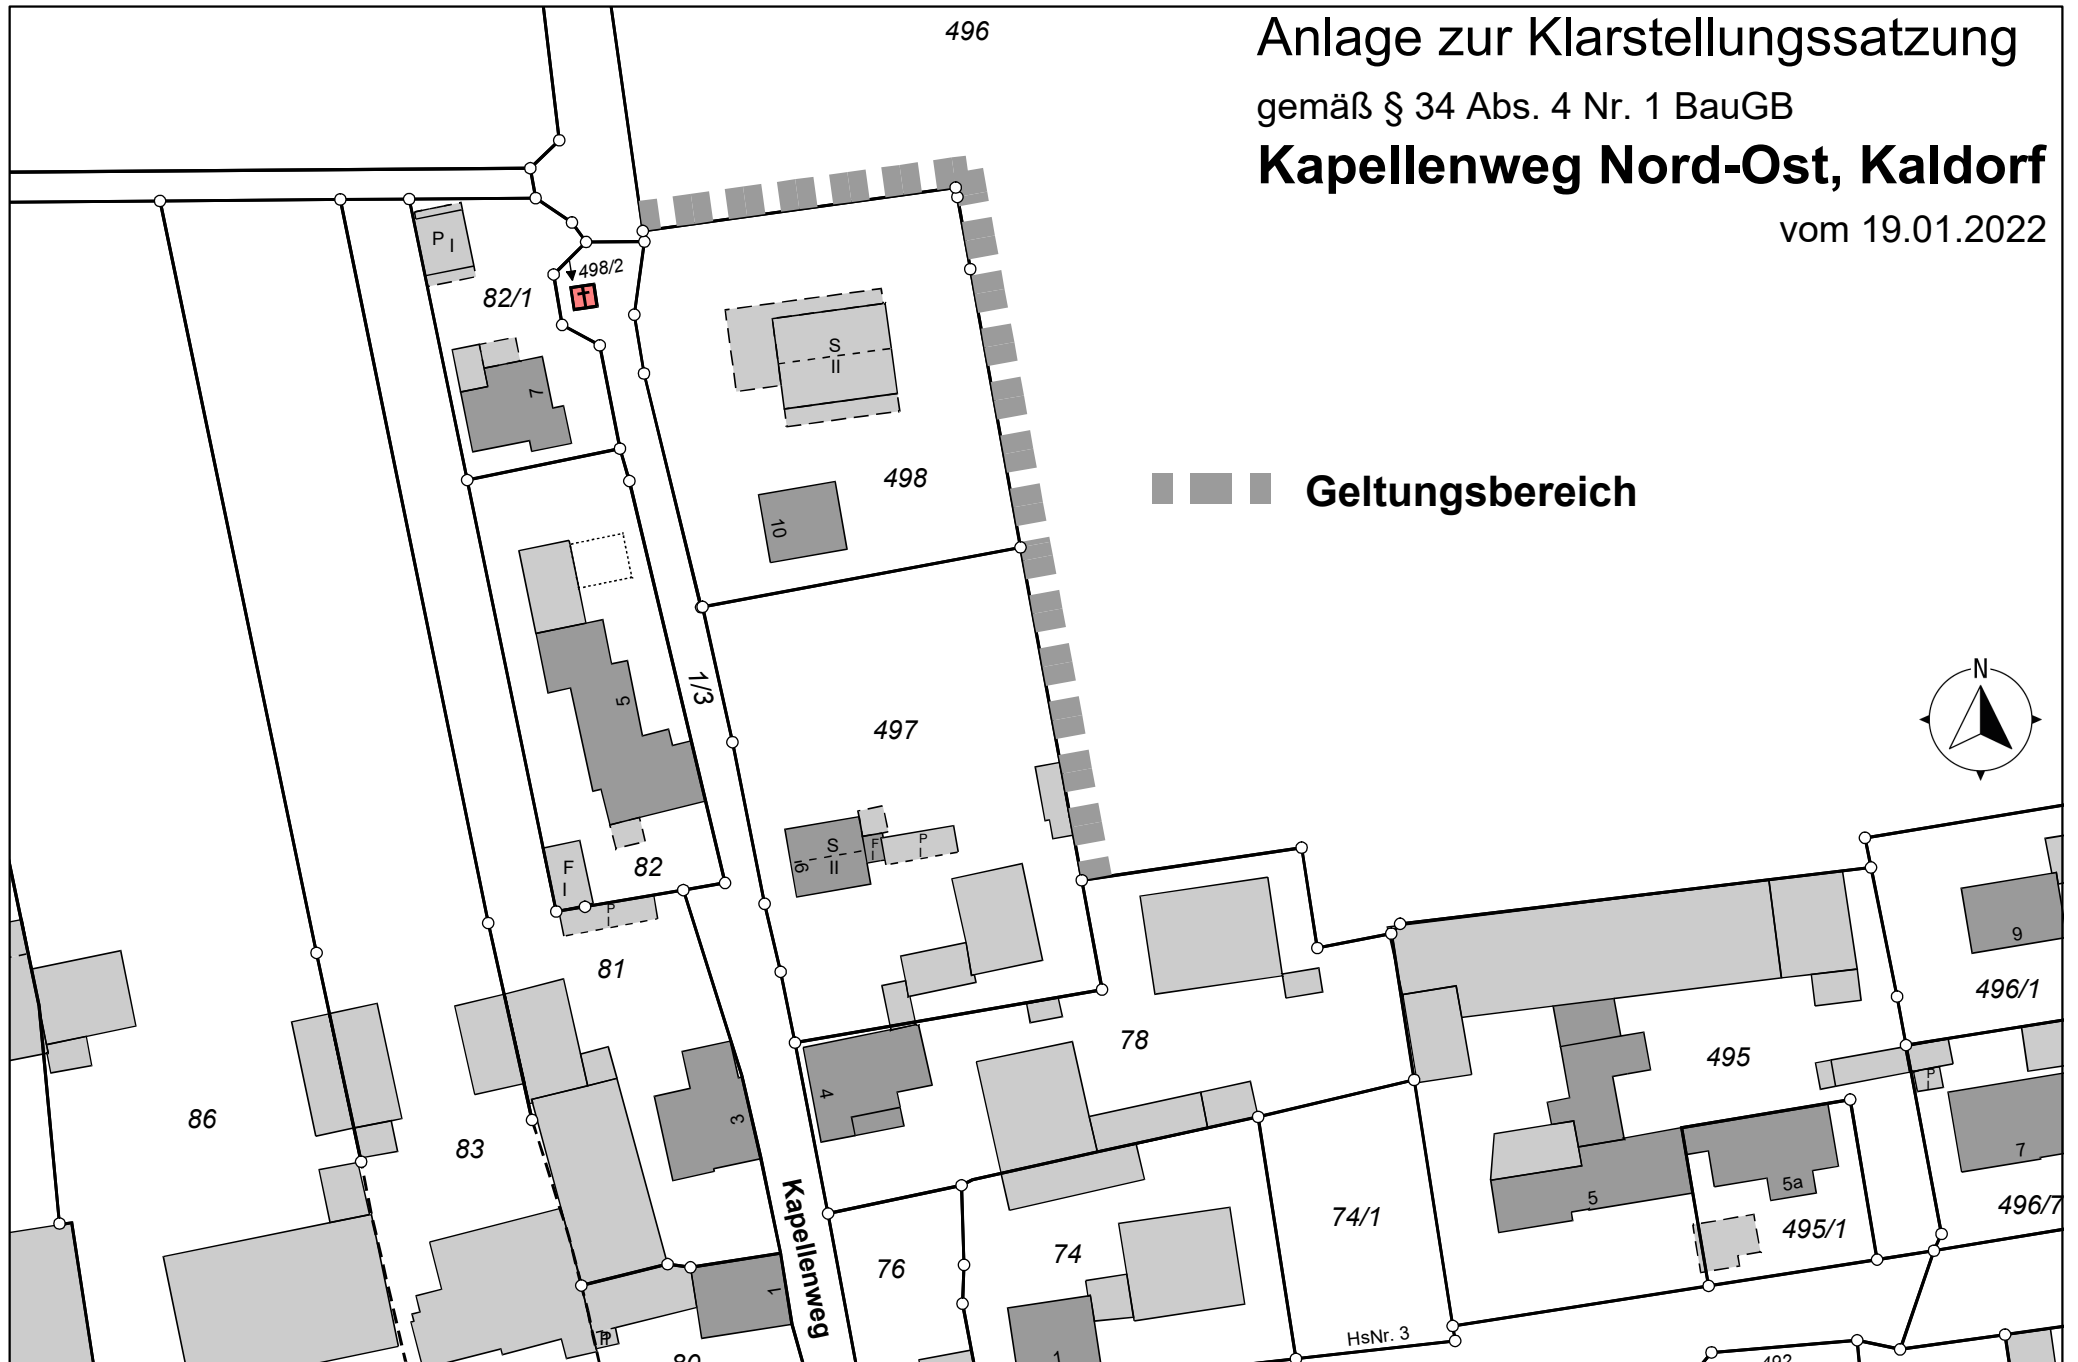 Anlage zur Klarstellungssatzung
gemäß § 34 Abs. 4 Nr. 1 BauGB
Kapellenweg Nord-Ost, Kaldorf
vom 19.01.2022
496
P I
498/2
82/1
7
S
II
498
10
Geltungsbereich
N
5
1/3
497
S
II
6
F
I
P
I
F
I
82
P
I
81
9
496/1
78
495
4
3
P
I
86
83
7
5
5a
496/7
74/1
495/1
74
76
Kapellenweg
1
HsNr. 3
1
80
492